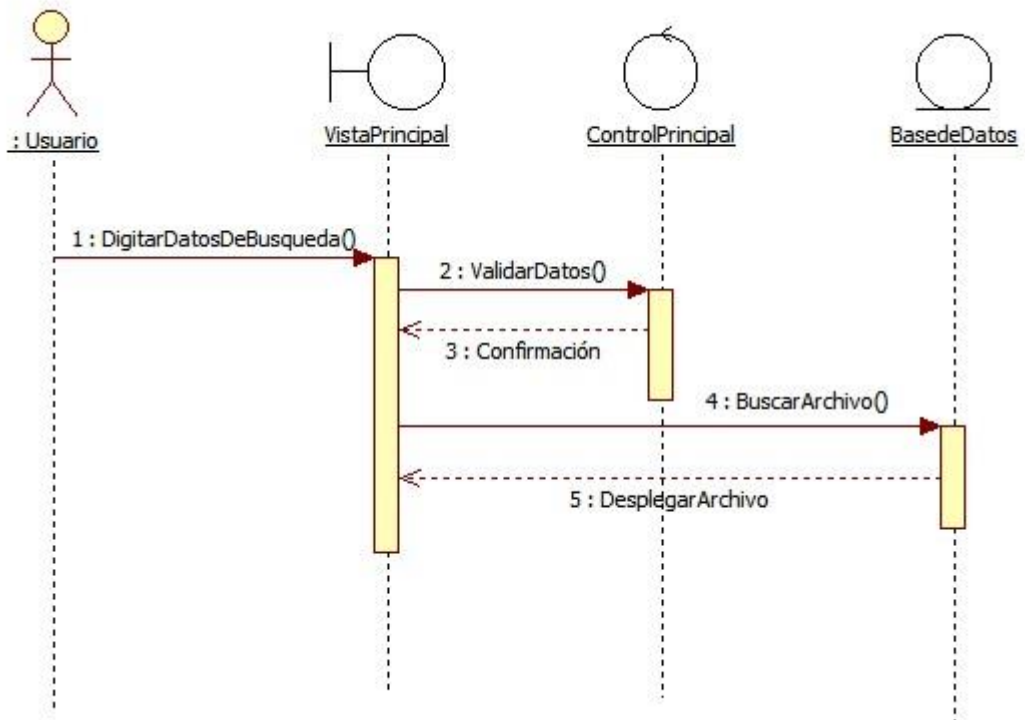 : Usuario
VistaPrincipal
ControlPrincipal
BasedeDatos
1 : DigitarDatosDeBusqueda()
2 : ValidarDatos()
3 : Confirmación
4 : BuscarArchivo()
5 : DesplegarArchivo